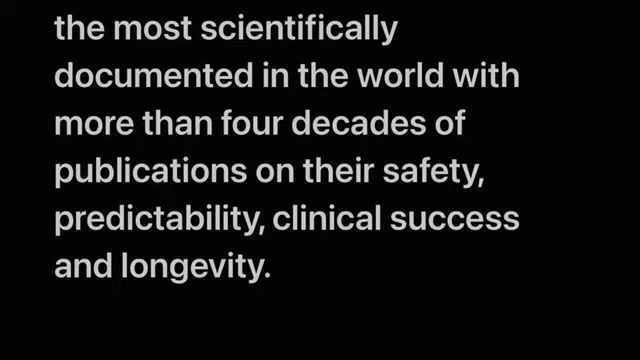 the most scientifically
documented in the world with
more than four decades of
publications on their safety,
predictability, clinical success
and longevity.